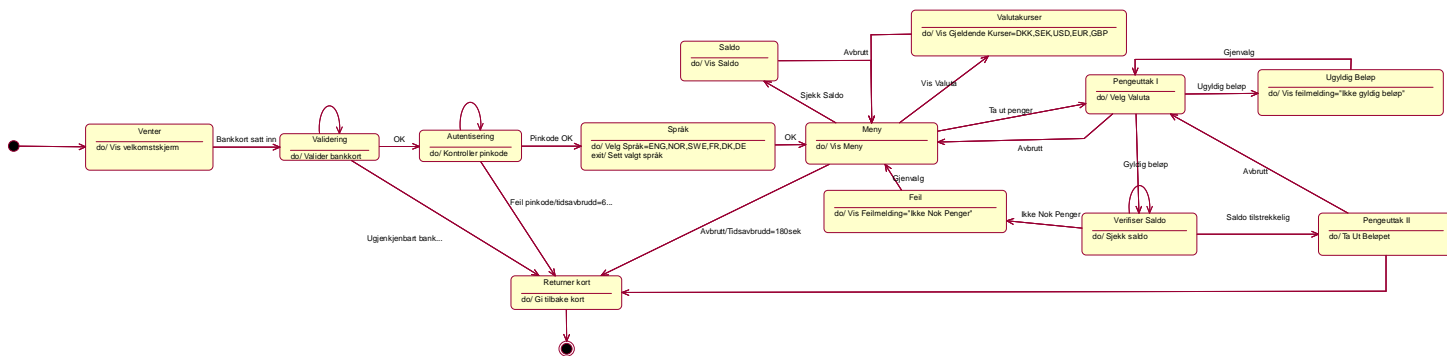 Valutakurser
do/ Vis Gjeldende Kurser=DKK,SEK,USD,EUR,GBP
Saldo
do/ Vis Saldo
Avbrutt
Gjenvalg
Vis Valuta
Sjekk Saldo
Pengeuttak I
do/ Velg Valuta
Ugyldig beløp
Ugyldig Beløp
do/ Vis feilmelding="Ikke gyldig beløp"
Ta ut penger
Venter
do/ Vis velkomstskjerm
Bankkort satt inn
Validering
do/ Valider bankkort
OK
Autentisering
do/ Kontroller pinkode
Pinkode OK
Språk
do/ Velg Språk=ENG,NOR,SWE,FR,DK,DE
exit/ Sett valgt språk
OK
Meny
do/ Vis Meny
Avbrutt
Gyldig beløp
Avbrutt
Gjenvalg
Feil
do/ Vis Feilmelding="Ikke Nok Penger"
Ikke Nok Penger
Verifiser Saldo
do/ Sjekk saldo
Saldo tilstrekkelig
Pengeuttak II
do/ Ta Ut Beløpet
Feil pinkode/tidsavbrudd=6...
Ugjenkjenbart bank...
Avbrutt/Tidsavbrudd=180sek
Returner kort
do/ Gi tilbake kort